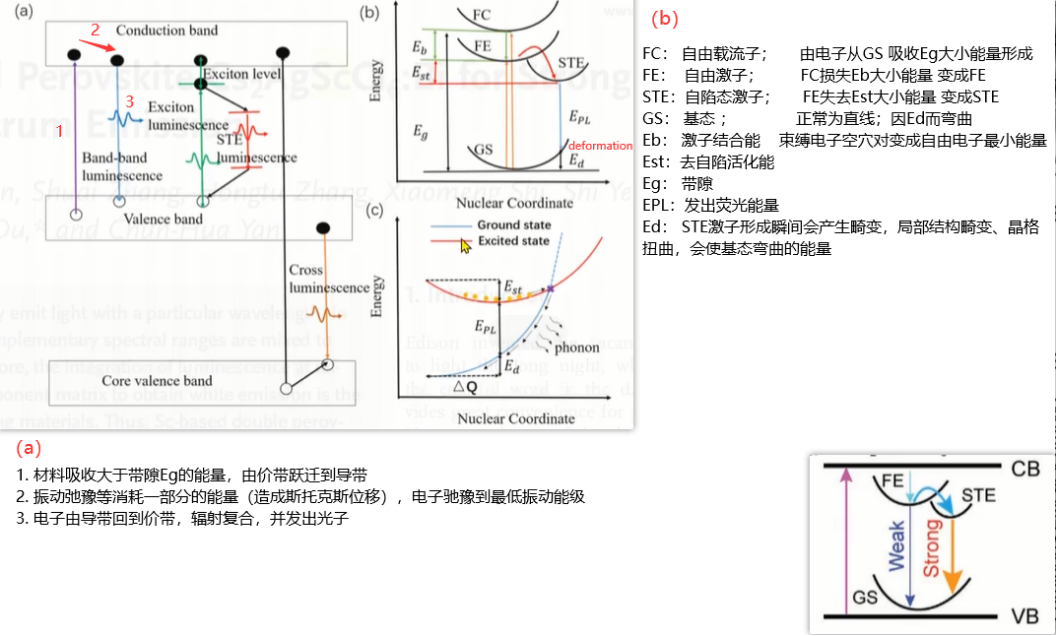 (a)
2
Conduction band
Exciton level
3
Exciton
luminescence
1
STE
luminescence
Band-band
luminescence
Valence band
Cross
luminescence
Core valence band
(b)
FC
FE
STE
Energy
Eb
Est
Eg
EPL
GS
deformation
Ed
Nuclear Coordinate
(c)
Ground state
Excited state
Energy
Est
EPL
phonon
Ed
△Q
Nuclear Coordinate
(b)
FC: 自由载流子； 由电子从GS 吸收Eg大小能量形成
FE: 自由激子； FC损失Eb大小能量 变成FE
STE: 自陷态激子； FE失去Est大小能量 变成STE
GS: 基态 ; 正常为直线；因Ed而弯曲
Eb: 激子结合能 束缚电子空穴对变成自由电子最小能量
Est: 去自陷活化能
Eg: 带隙
EPL: 发出荧光能量
Ed: STE激子形成瞬间会产生畸变，局部结构畸变、晶格
扭曲，会使基态弯曲的能量
(a)
1. 材料吸收大于带隙Eg的能量，由价带跃迁到导带
2. 振动弛豫等消耗一部分的能量（造成斯托克斯位移），电子驰豫到最低振动能级
3. 电子由导带回到价带，辐射复合，并发出光子
CB
FE
STE
Weak
Strong
GS
VB